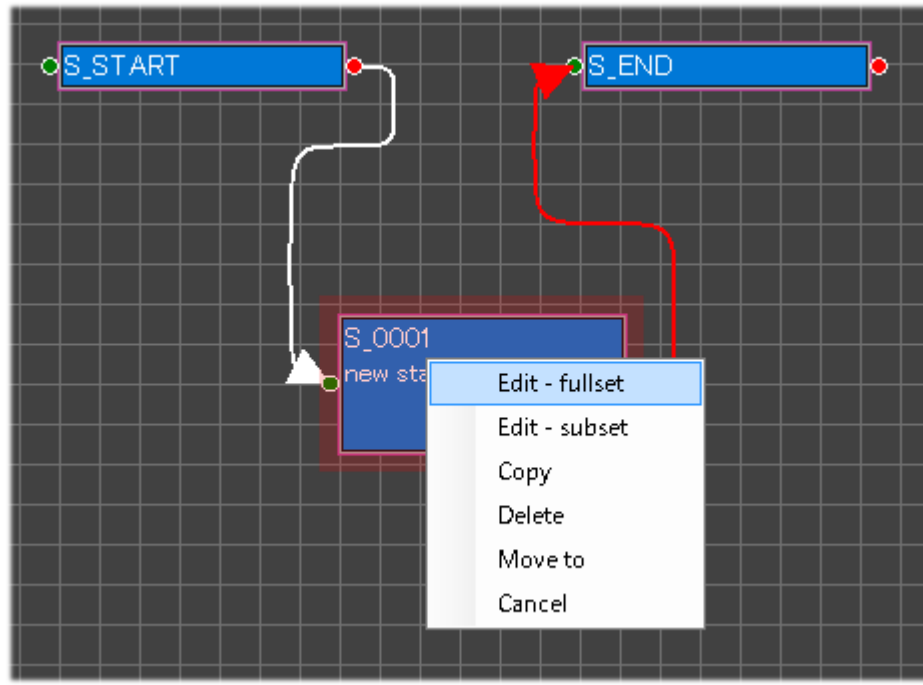 S_START
S_END
S_0001
new sta
Edit - fullset
Edit - subset
Copy
Delete
Move to
Cancel